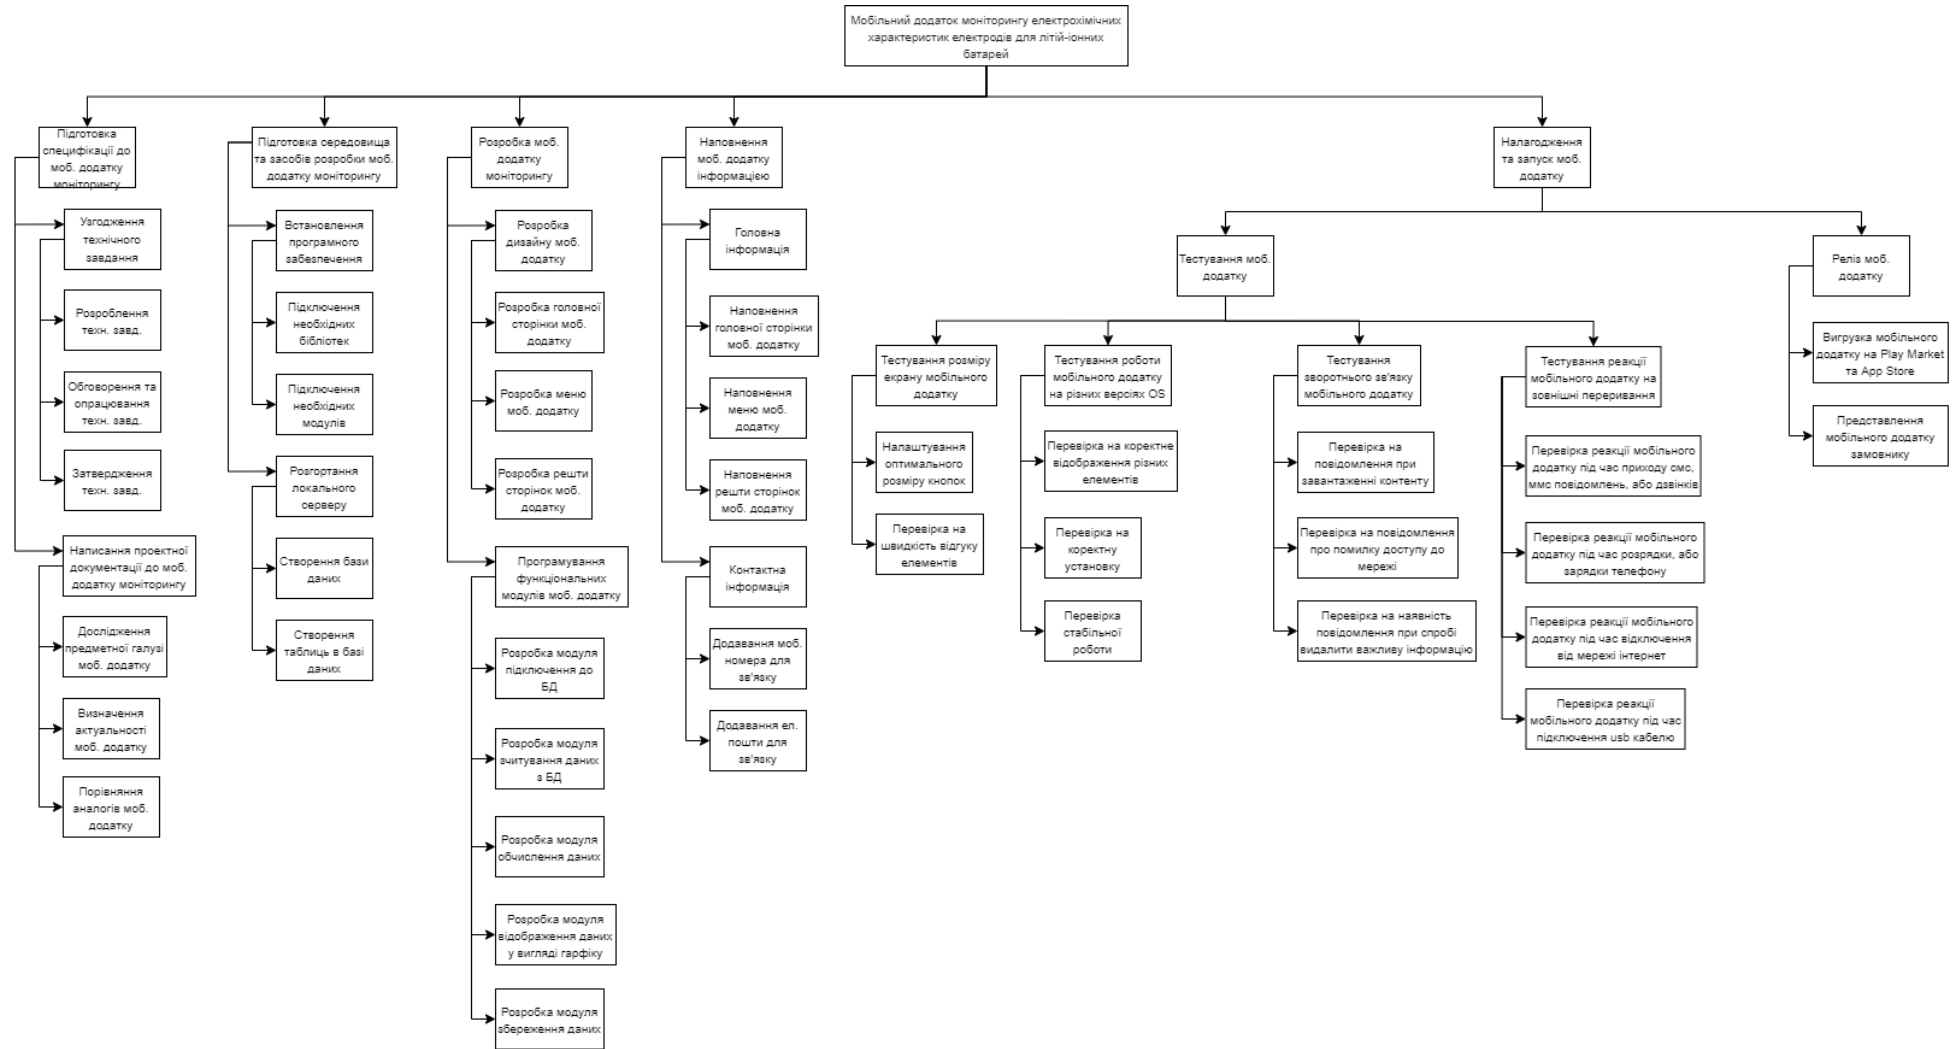 Мобільний додаток моніторингу електрохімічних
характеристик електродів для літій-іонних
батарей
Підготовка
специфікації до
моб. додатку
моніторингу
Узгодження
технічного
завдання
Розроблення
техн. завд.
Обговорення та
опрацювання
техн. завд.
Затвердження
техн. завд.
Написання проектної
документації до моб.
додатку моніторингу
Дослідження
предметної галузі
моб. додатку
Визначення
актуальності
моб. додатку
Порівняння
аналогів моб.
додатку
Підготовка середовища
та засобів розробки моб.
додатку моніторингу
Встановлення
програмного
забезпечення
Підключення
необхідних
бібліотек
Підключення
необхідних
модулів
Розгортання
локального
серверу
Створення бази
даних
Створення
таблиць в базі
даних
Розробка моб.
додатку
моніторингу
Розробка
дизайну моб.
додатку
Розробка головної
сторінки моб.
додатку
Розробка меню
моб. додатку
Розробка решти
сторінок моб.
додатку
Програмування
функціональних
модулів моб. додатку
Розробка модуля
підключення до
БД
Розробка модуля
зчитування даних
з БД
Розробка модуля
обчислення даних
Розробка модуля
відображення даних
у вигляді гарфіку
Розробка модуля
збереження даних
Наповнення
моб. додатку
інформацією
Головна
інформація
Наповнення
головної сторінки
моб. додатку
Наповнення
меню моб.
додатку
Наповнення
решти сторінок
моб. додатку
Контактна
інформація
Додавання моб.
номера для
зв'язку
Додавання ел.
пошти для
зв'язку
Налагодження
та запуск моб.
додатку
Тестування моб.
додатку
Тестування розміру
екрану мобільного
додатку
Налаштування
оптимального
розміру кнопок
Перевірка на
швидкість відгуку
елементів
Тестування роботи
мобільного додатку
на різних версіях OS
Перевірка на коректне
відображення різних
елементів
Перевірка на
коректну
установку
Перевірка
стабільної
роботи
Тестування
зворотнього зв'язку
мобільного додатку
Перевірка на
повідомлення при
завантаженні контенту
Перевірка на повідомлення
про помилку доступу до
мережі
Перевірка на наявність
повідомлення при спробі
видалити важливу інформацію
Тестування реакції
мобільного додатку на
зовнішні переривання
Перевірка реакції мобільного
додатку під час приходу смс,
ммс повідомлень, або дзвінків
Перевірка реакції мобільного
додатку під час розрядки, або
зарядки телефону
Перевірка реакції мобільного
додатку під час відключення
від мережі інтернет
Перевірка реакції
мобільного додатку під час
підключення usb кабелю
Реліз моб.
додатку
Вигрузка мобільного
додатку на Play Market
та App Store
Представлення
мобільного додатку
замовнику